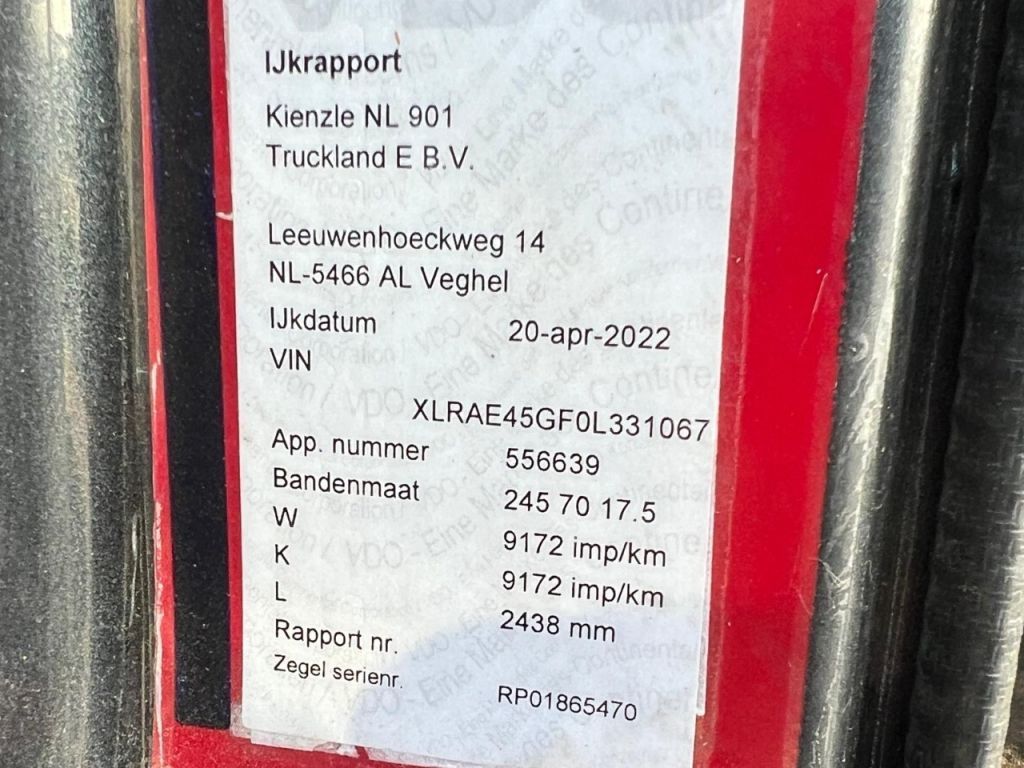 IJkrapport
Kienzle NL 901
Truckland E B.V.
Leeuwenhoeckweg 14
NL-5466 AL Veghel
IJkdatum 20-apr-2022
VIN
XLRAE45GF0L331067
App. nummer 556639
Bandenmaat 245 70 17.5
W 9172 imp/km
K 9172 imp/km
L 2438 mm
Rapport nr.
Zegel serienr. RP01865470